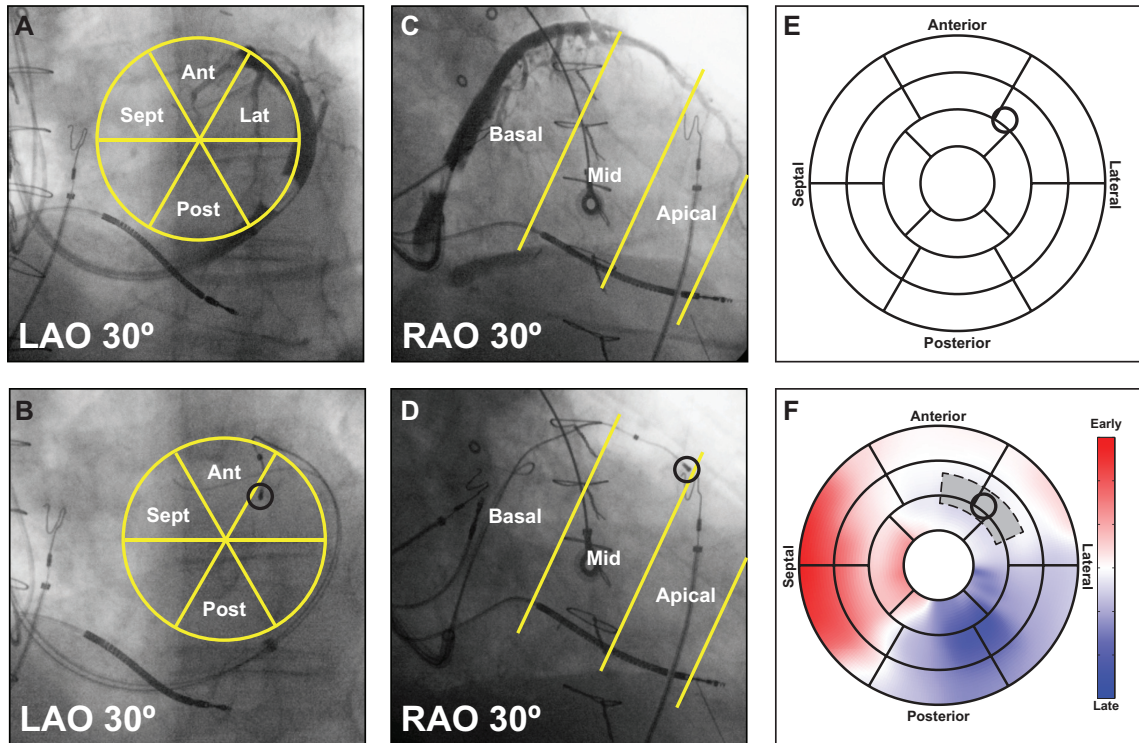 A
Ant
Sept
Lat
Post
LAO 30º
C
Basal
Mid
Apical
RAO 30º
E
Anterior
Septal
Lateral
Posterior
B
Ant
Sept
Post
LAO 30º
D
Basal
Mid
Apical
RAO 30º
F
Anterior
Septal
Lateral
Posterior
Early
Late